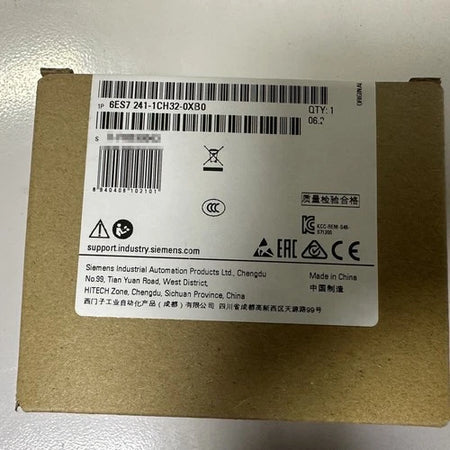 1P 6ES7 241-1CH32-0XB0
QTY: 1
06.2
S
质量检验合格
support.industry.siemens.com
EAC
CE
Siemens Industrial Automation Products Ltd., Chengdu
No.99, Tian Yuan Road, West District,
HITECH Zone, Chengdu, Sichuan Province, China
西门子工业自动化产品（成都）有限公司 四川省成都高新西区天源路99号
Made in China
中国制造